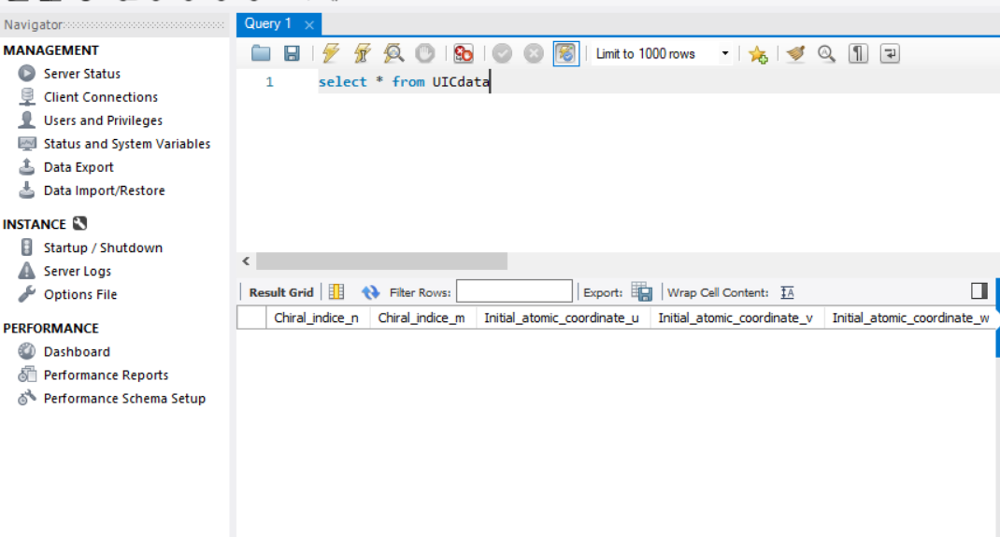 Navigator
MANAGEMENT
Server Status
Client Connections
Users and Privileges
Status and System Variables
Data Export
Data Import/Restore
INSTANCE
Startup / Shutdown
Server Logs
Options File
PERFORMANCE
Dashboard
Performance Reports
Performance Schema Setup
Query 1
Limit to 1000 rows
1 select * from UICdata
Result Grid Filter Rows: Export: Wrap Cell Content: IA
Chiral_indice_n Chiral_indice_m Initial_atomic_coordinate_u Initial_atomic_coordinate_v Initial_atomic_coordinate_w